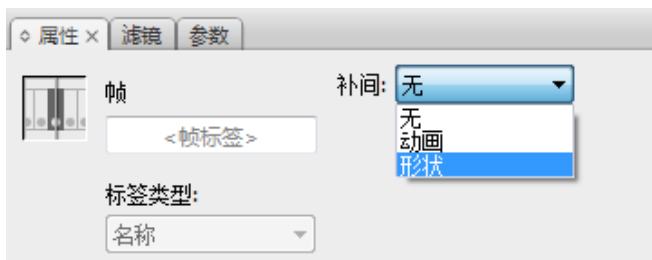 属性 滤镜 参数
帧 补间: 无
无
<帧标签> 动画
形状
标签类型:
名称